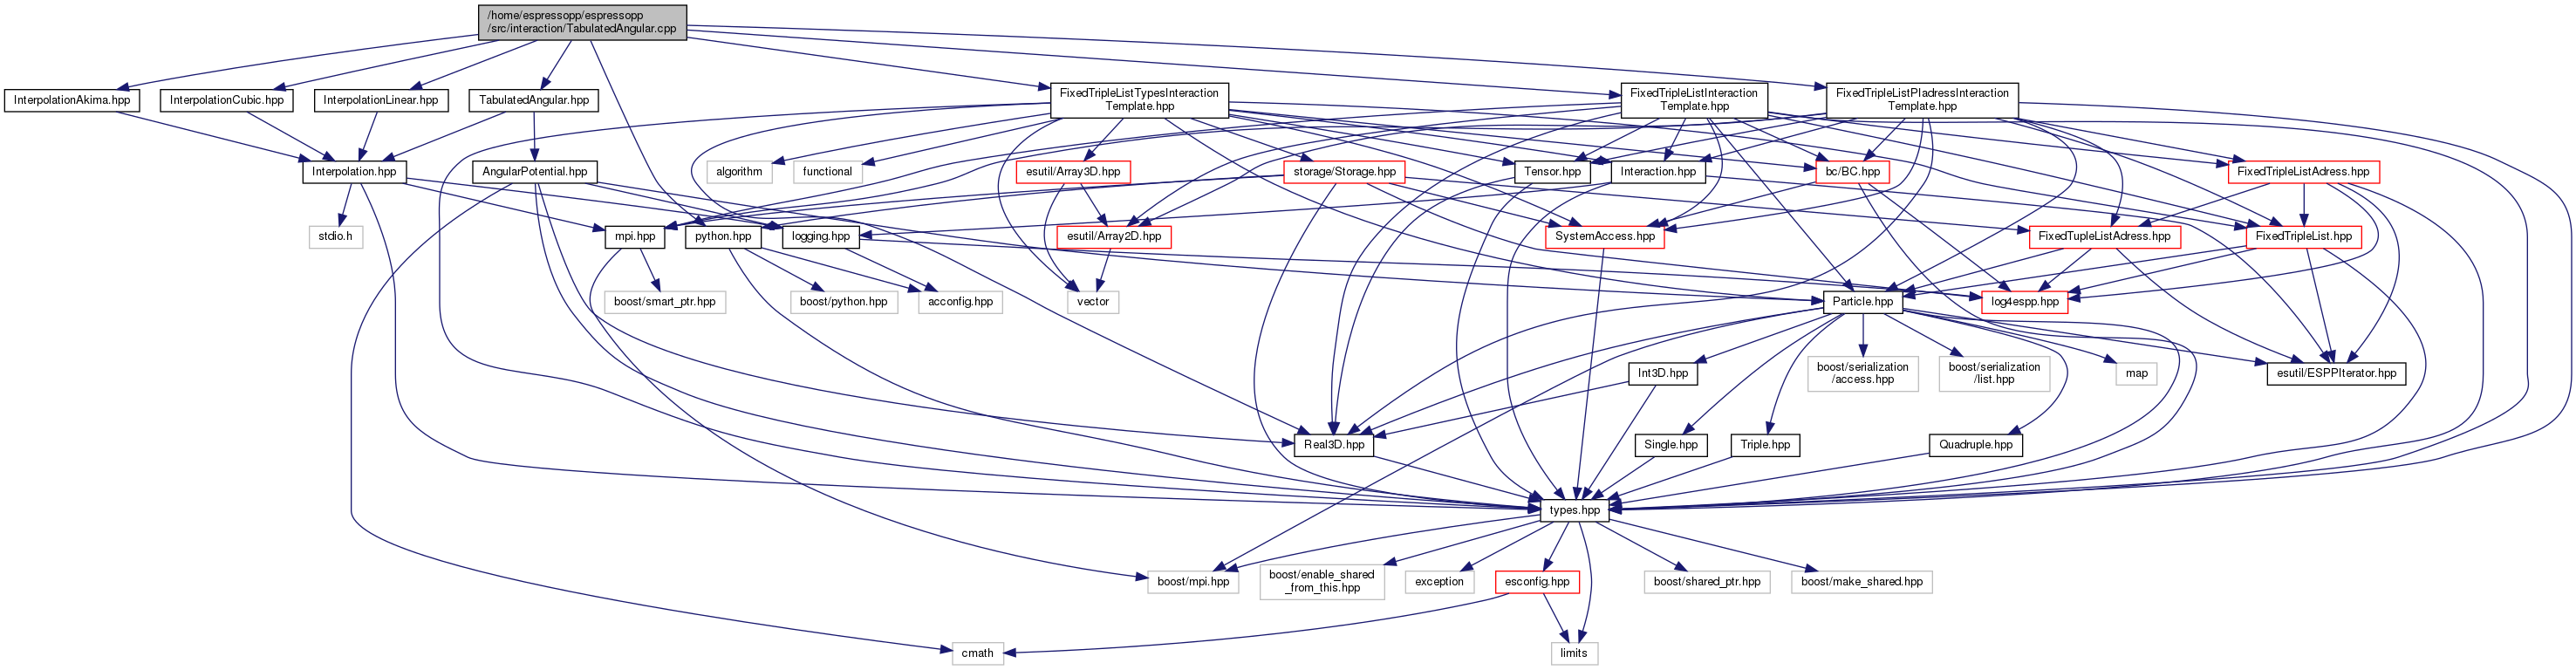 /home/espressopp/espressopp
/src/interaction/TabulatedAngular.cpp
InterpolationAkima.hpp
InterpolationCubic.hpp
InterpolationLinear.hpp
TabulatedAngular.hpp
FixedTripleListTypesInteraction
Template.hpp
FixedTripleListInteraction
Template.hpp
FixedTripleListPIadressInteraction
Template.hpp
Interpolation.hpp
AngularPotential.hpp
algorithm
functional
esutil/Array3D.hpp
storage/Storage.hpp
Tensor.hpp
Interaction.hpp
bc/BC.hpp
FixedTripleListAdress.hpp
stdio.h
mpi.hpp
python.hpp
logging.hpp
esutil/Array2D.hpp
SystemAccess.hpp
FixedTupleListAdress.hpp
FixedTripleList.hpp
boost/smart_ptr.hpp
boost/python.hpp
acconfig.hpp
vector
Particle.hpp
log4espp.hpp
Int3D.hpp
boost/serialization
/access.hpp
boost/serialization
/list.hpp
map
esutil/ESPPIterator.hpp
Real3D.hpp
Single.hpp
Triple.hpp
Quadruple.hpp
types.hpp
boost/mpi.hpp
boost/enable_shared
_from_this.hpp
exception
esconfig.hpp
boost/shared_ptr.hpp
boost/make_shared.hpp
cmath
limits